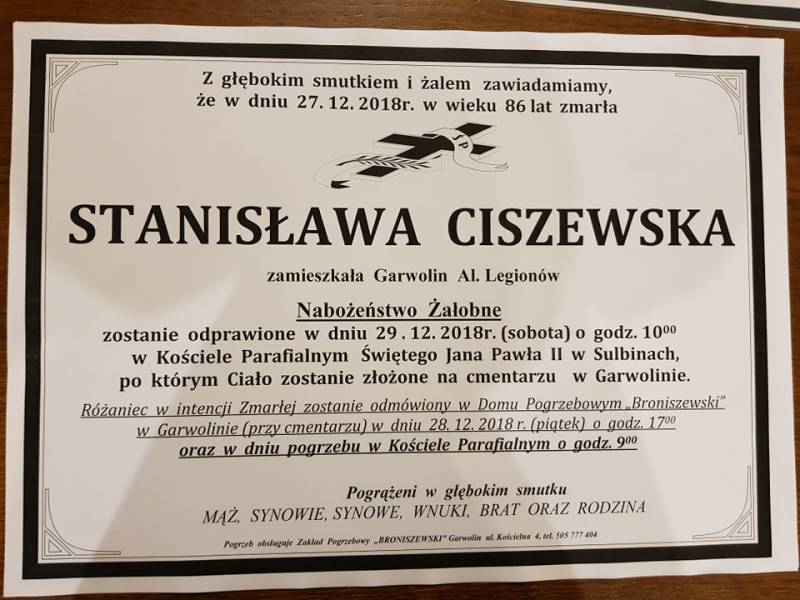 Z głębokim smutkiem i żalem zawiadamiamy,
że w dniu 27.12.2018r. w wieku 86 lat zmarła
Ś P
STANISŁAWA CISZEWSKA
zamieszkała Garwolin Al. Legionów
Nabożeństwo Żałobne
zostanie odprawione w dniu 29.12.2018r. (sobota) o godz. 10⁰⁰
w Kościele Parafialnym Świętego Jana Pawła II w Sulbinach,
po którym Ciało zostanie złożone na cmentarzu w Garwolinie.
Różaniec w intencji Zmarłej zostanie odmówiony w Domu Pogrzebowym „Broniszewski”
w Garwolinie (przy cmentarzu) w dniu 28.12.2018 r. (piątek) o godz. 17⁰⁰
oraz w dniu pogrzebu w Kościele Parafialnym o godz. 9⁰⁰
Pogrążeni w głębokim smutku
MĄŻ, SYNOWIE, SYNOWE, WNUKI, BRAT ORAZ RODZINA
Pogrzeb obsługuje Zakład Pogrzebowy „BRONISZEWSKI” Garwolin ul. Kościelna 4, tel. 505 777 404